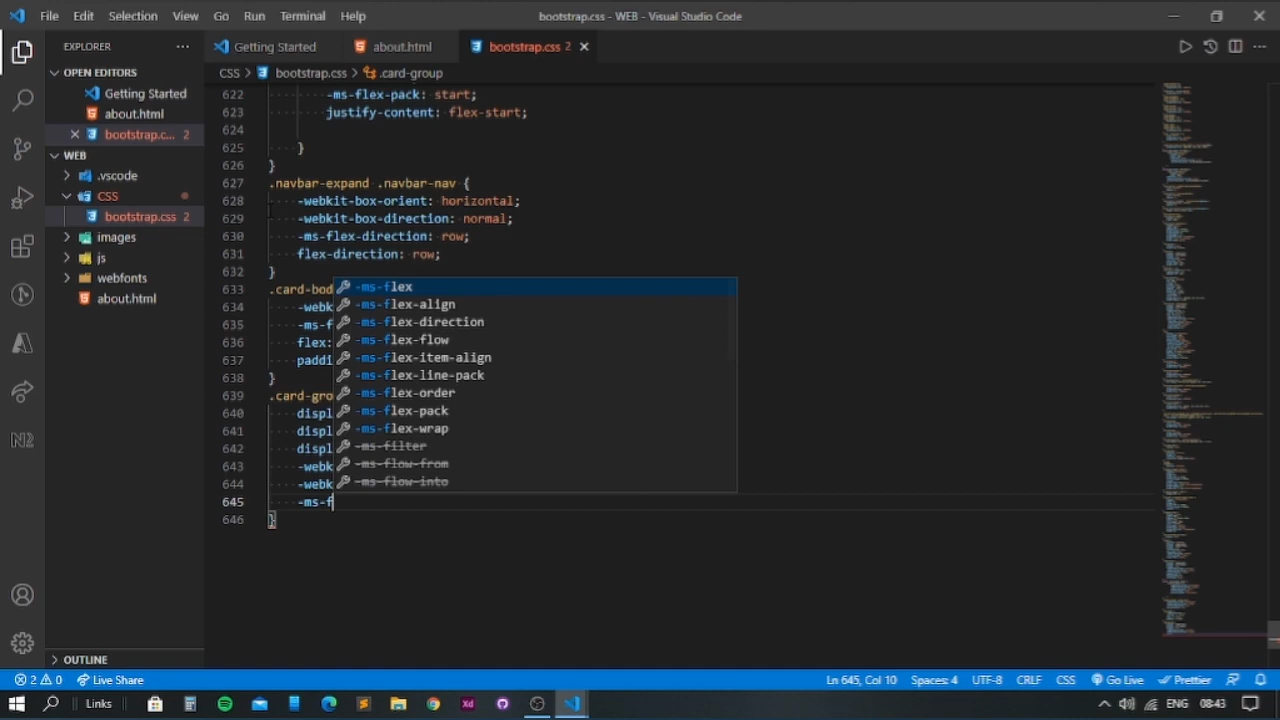 File Edit Selection View Go Run Terminal Help
bootstrap.css - WEB - Visual Studio Code
EXPLORER
Getting Started
about.html
bootstrap.css 2
OPEN EDITORS
Getting Started
about.html
bootstrap.c... 2
WEB
.vscode
CSS
bootstrap.css 2
images
js
webfonts
about.html
OUTLINE
CSS > bootstrap.css > .card-group
622 -ms-flex-pack: start;
623 justify-content: flex-start;
624
625 }
626 }
627 .navbar-expand .navbar-nav {
628 -webkit-box-orient: horizontal;
629 -webkit-box-direction: normal;
630 -ms-flex-direction: row;
631 flex-direction: row;
632 }
633 .card-bod
634 -webk
635 -ms-f
636 flex:
637 paddi
638 }
.card-gro
640 displ
641 displ
642 displ
643 -webk
644 -webk
645 -ms-f
646 }
-ms-flex
-ms-flex-align
-ms-flex-direction
-ms-flex-flow
-ms-flex-item-align
-ms-flex-line-pack
-ms-flex-order
-ms-flex-pack
-ms-flex-wrap
-ms-filter
-ms-flow-from
-ms-flow-into
2 0 Live Share
Ln 645, Col 10 Spaces: 4 UTF-8 CRLF CSS Go Live Prettier
Links
Xd
ENG 08:43